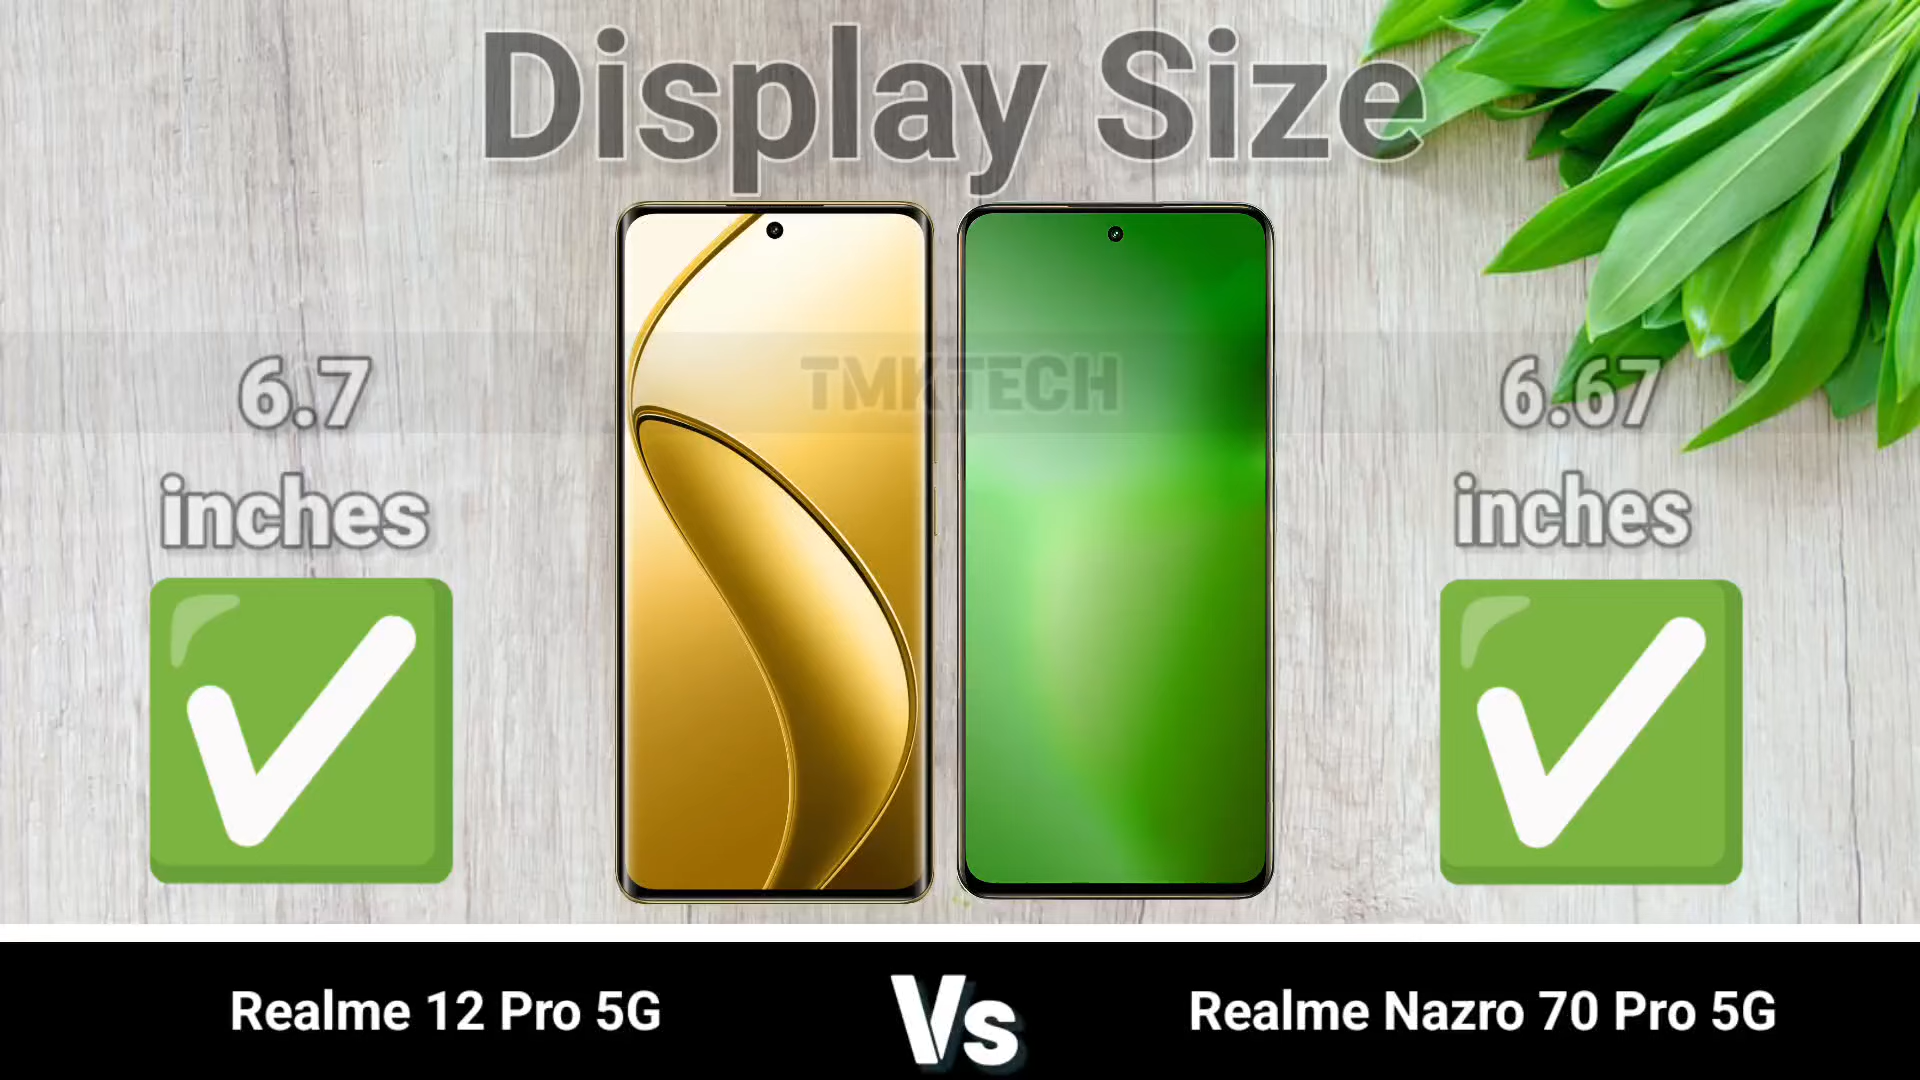 Display Size
TMKTECH
6.7
inches
6.67
inches
Realme 12 Pro 5G
Vs
Realme Nazro 70 Pro 5G